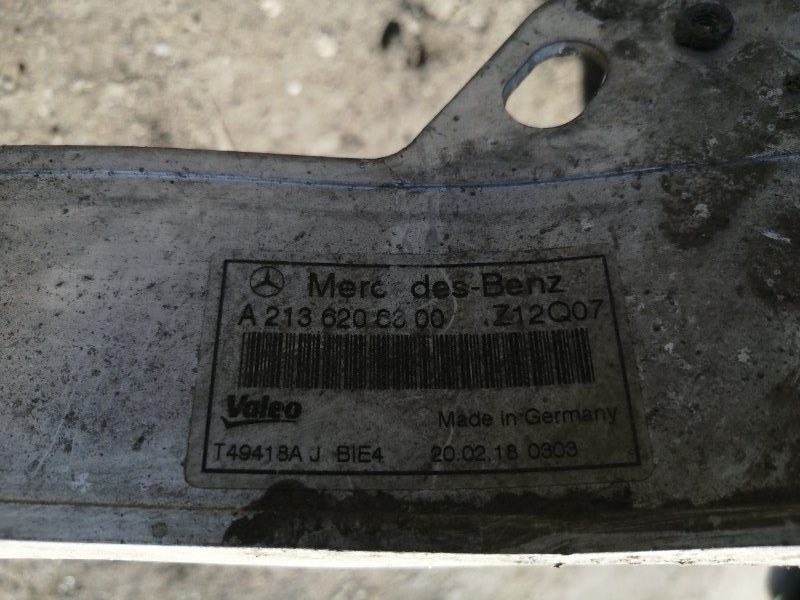 Merc des-Benz
A 213 620 63 00 Z12Q07
Valeo
Made in Germany
T49418A J BIE4 20.02.18 0303